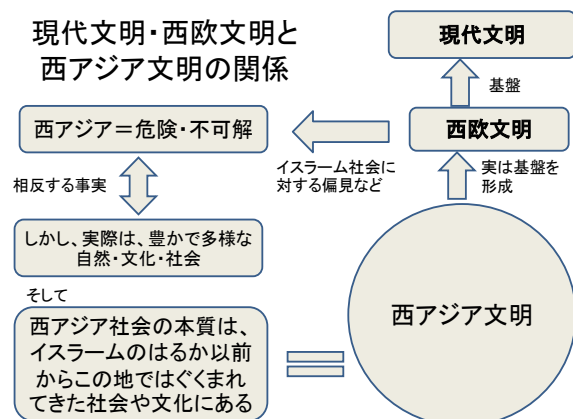 現代文明・西欧文明と
西アジア文明の関係
現代文明
基盤
西アジア＝危険・不可解
西欧文明
イスラーム社会に
対する偏見など
実は基盤を
形成
相反する事実
しかし、実際は、豊かで多様な
自然・文化・社会
そして
西アジア社会の本質は、
イスラームのはるか以前
からこの地ではぐくまれ
てきた社会や文化にある
西アジア文明